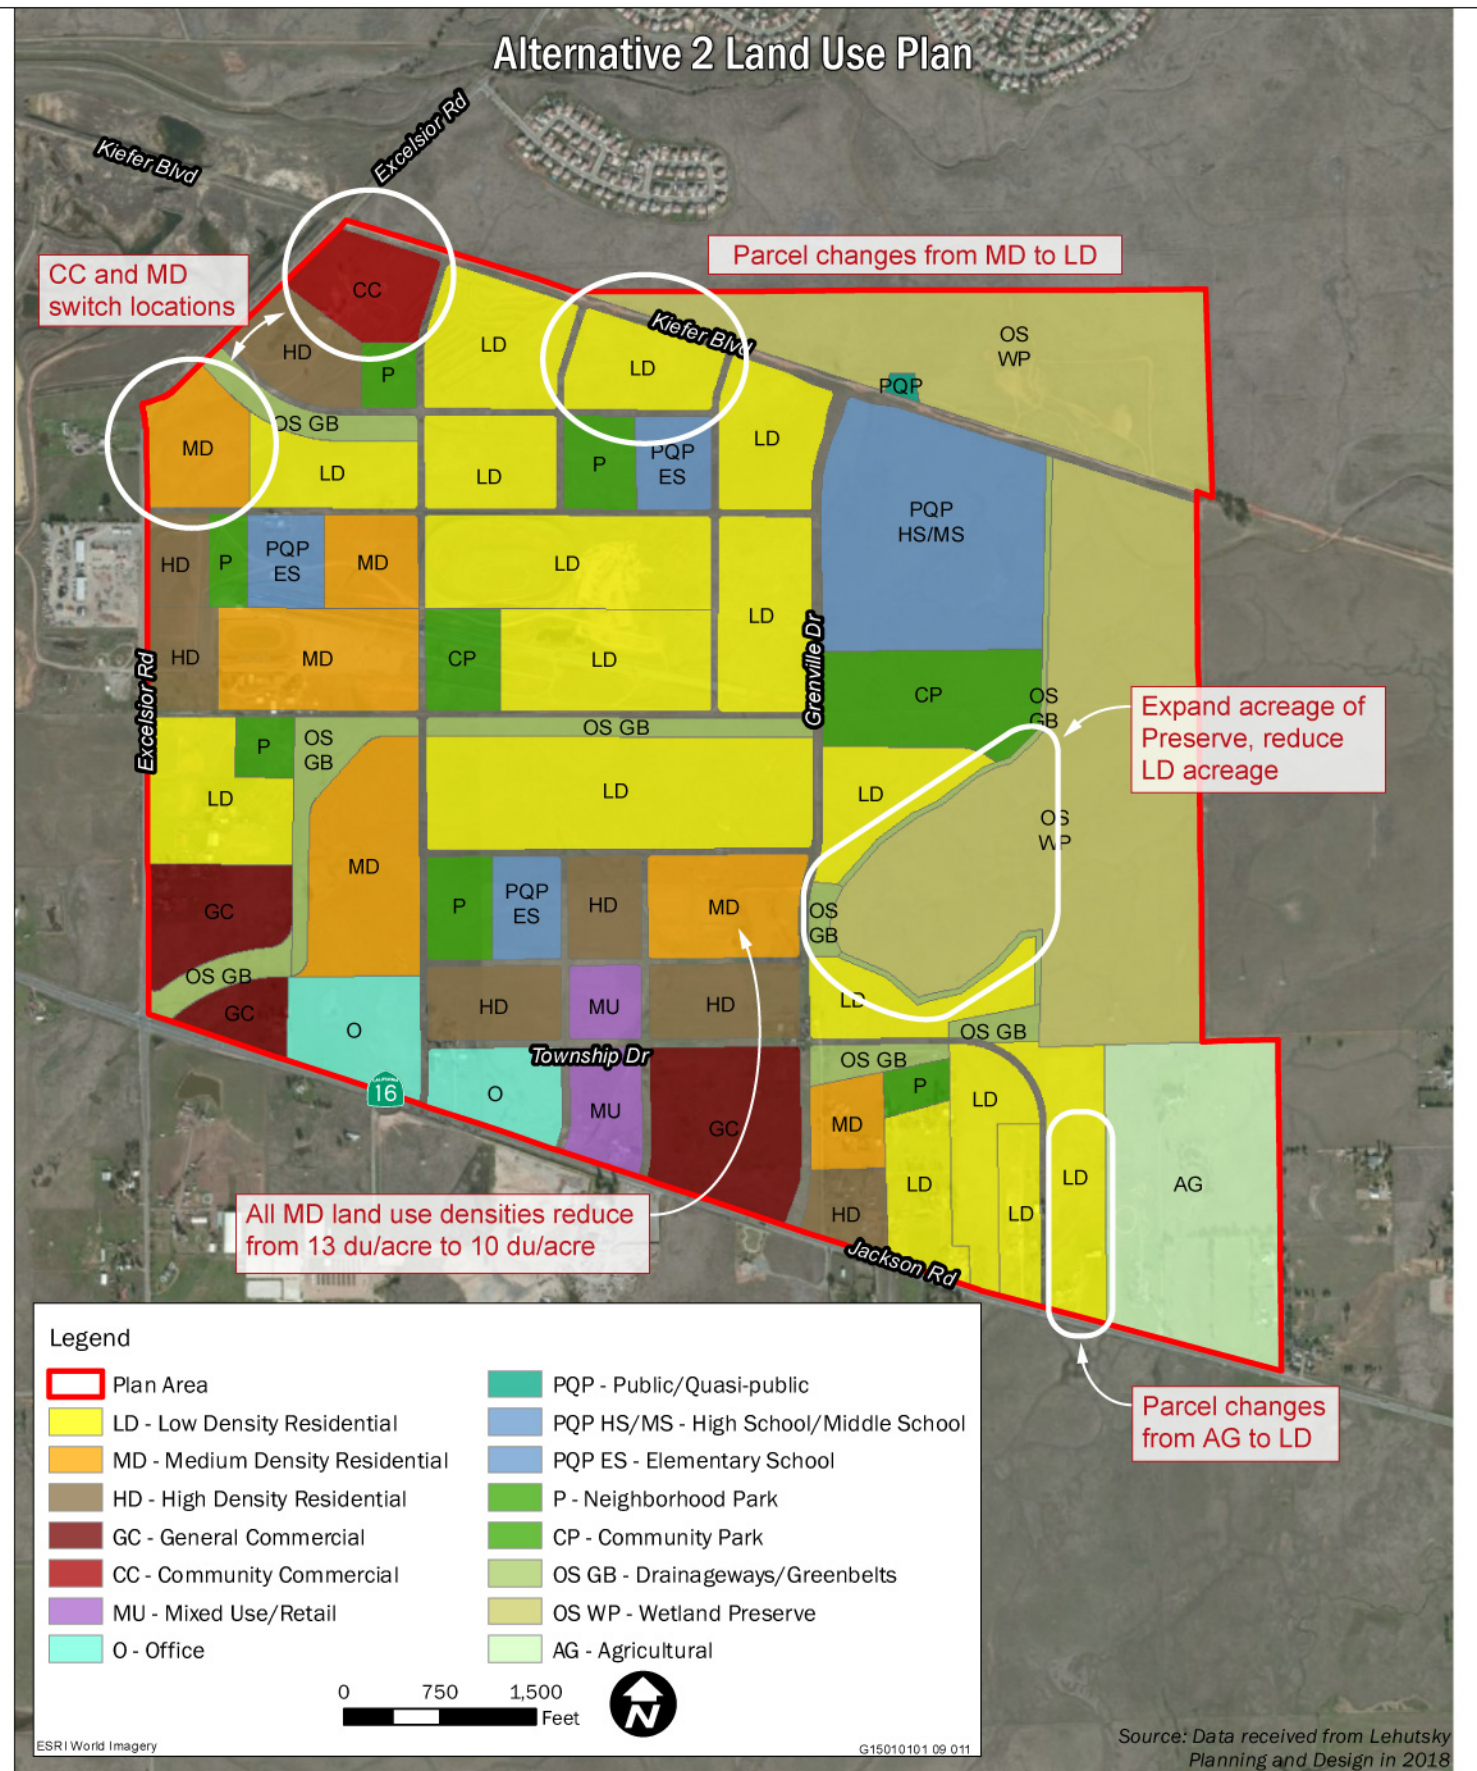 Alternative 2 Land Use Plan
Excelsior Rd
Kiefer Blvd
CC and MD
switch locations
Parcel changes from MD to LD
CC
HD
P
LD
LD
Kiefer Blvd
OS
WP
PQP
MD
OS GB
LD
LD
P
PQP
ES
LD
PQP
HS/MS
HD
P
PQP
ES
MD
LD
LD
HD
MD
CP
LD
Excelsior Rd
Grenville Dr
CP
OS
GB
Expand acreage of
Preserve, reduce
LD acreage
P
OS
GB
OS GB
LD
LD
LD
OS
WP
MD
GC
P
PQP
ES
HD
MD
OS
GB
OS GB
GC
O
HD
MU
HD
LD
OS GB
Township Dr
OS GB
CALIFORNIA
16
O
MU
GC
P
MD
LD
LD
LD
LD
HD
AG
All MD land use densities reduce
from 13 du/acre to 10 du/acre
Jackson Rd
Parcel changes
from AG to LD
Legend
Plan Area
LD - Low Density Residential
MD - Medium Density Residential
HD - High Density Residential
GC - General Commercial
CC - Community Commercial
MU - Mixed Use/Retail
O - Office
PQP - Public/Quasi-public
PQP HS/MS - High School/Middle School
PQP ES - Elementary School
P - Neighborhood Park
CP - Community Park
OS GB - Drainageways/Greenbelts
OS WP - Wetland Preserve
AG - Agricultural
0 750 1,500
Feet
N
ESRI World Imagery
G15010101 09 011
Source: Data received from Lehutsky
Planning and Design in 2018